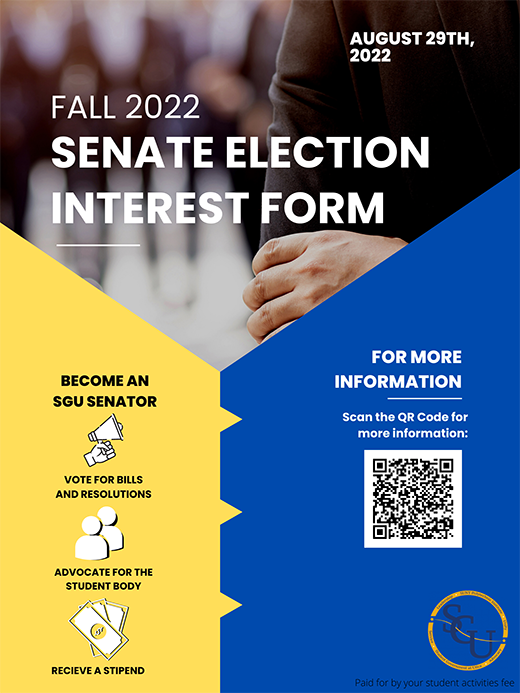 AUGUST 29TH,
2022
FALL 2022
SENATE ELECTION
INTEREST FORM
BECOME AN
SGU SENATOR
VOTE FOR BILLS
AND RESOLUTIONS
ADVOCATE FOR THE
STUDENT BODY
RECIEVE A STIPEND
FOR MORE
INFORMATION
Scan the QR Code for
more information:
SGU
Paid for by your student activities fee